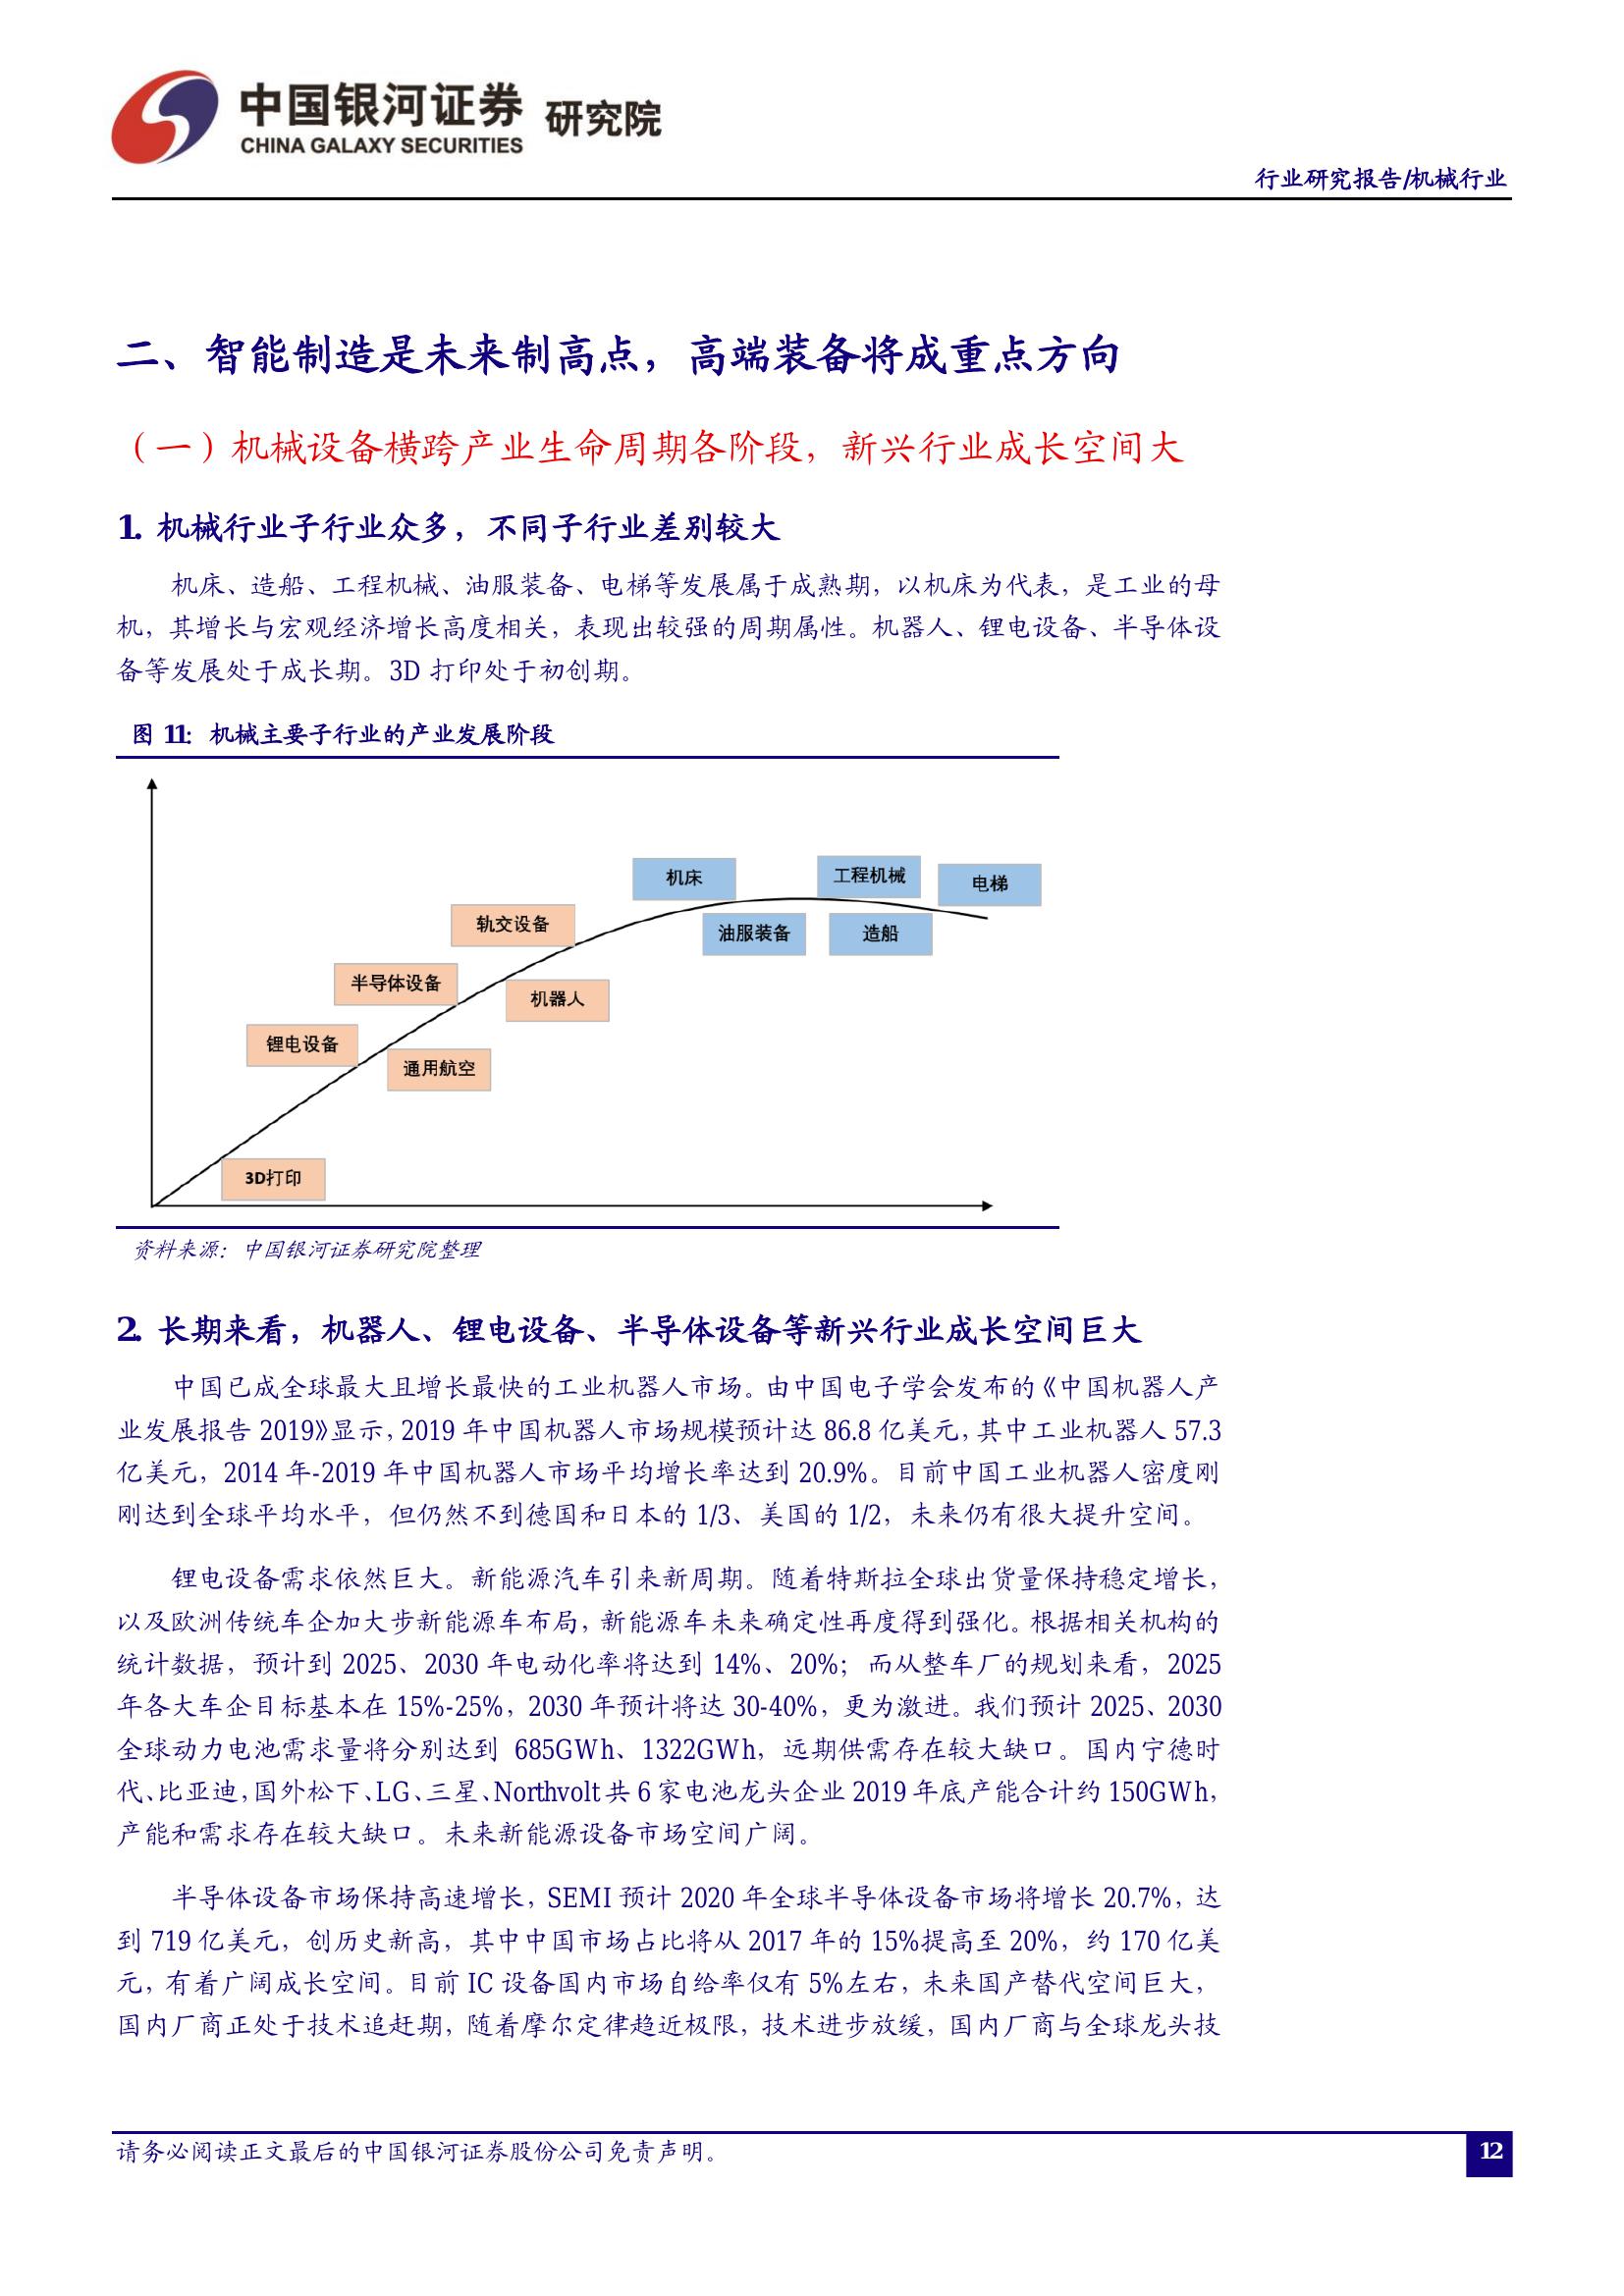 中国银河证券 研究院
CHINA GALAXY SECURITIES
行业研究报告/机械行业
二、智能制造是未来制高点，高端装备将成重点方向
（一）机械设备横跨产业生命周期各阶段，新兴行业成长空间大
1. 机械行业子行业众多，不同子行业差别较大
机床、造船、工程机械、油服装备、电梯等发展属于成熟期，以机床为代表，是工业的母
机，其增长与宏观经济增长高度相关，表现出较强的周期属性。机器人、锂电设备、半导体设
备等发展处于成长期。3D 打印处于初创期。
图 11：机械主要子行业的产业发展阶段
机床
工程机械
电梯
轨交设备
油服装备
造船
半导体设备
机器人
锂电设备
通用航空
3D打印
资料来源：中国银河证券研究院整理
2. 长期来看，机器人、锂电设备、半导体设备等新兴行业成长空间巨大
中国已成全球最大且增长最快的工业机器人市场。由中国电子学会发布的《中国机器人产
业发展报告 2019》显示，2019 年中国机器人市场规模预计达 86.8 亿美元，其中工业机器人 57.3
亿美元，2014 年-2019 年中国机器人市场平均增长率达到 20.9%。目前中国工业机器人密度刚
刚达到全球平均水平，但仍然不到德国和日本的 1/3、美国的 1/2，未来仍有很大提升空间。
锂电设备需求依然巨大。新能源汽车引来新周期。随着特斯拉全球出货量保持稳定增长，
以及欧洲传统车企加大步新能源车布局，新能源车未来确定性再度得到强化。根据相关机构的
统计数据，预计到 2025、2030 年电动化率将达到 14%、20%；而从整车厂的规划来看，2025
年各大车企目标基本在 15%-25%，2030 年预计将达 30-40%，更为激进。我们预计 2025、2030
全球动力电池需求量将分别达到 685GWh、1322GWh，远期供需存在较大缺口。国内宁德时
代、比亚迪，国外松下、LG、三星、Northvolt 共 6 家电池龙头企业 2019 年底产能合计约 150GWh，
产能和需求存在较大缺口。未来新能源设备市场空间广阔。
半导体设备市场保持高速增长，SEMI 预计 2020 年全球半导体设备市场将增长 20.7%，达
到 719 亿美元，创历史新高，其中中国市场占比将从 2017 年的 15%提高至 20%，约 170 亿美
元，有着广阔成长空间。目前 IC 设备国内市场自给率仅有 5%左右，未来国产替代空间巨大，
国内厂商正处于技术追赶期，随着摩尔定律趋近极限，技术进步放缓，国内厂商与全球龙头技
请务必阅读正文最后的中国银河证券股份公司免责声明。
12